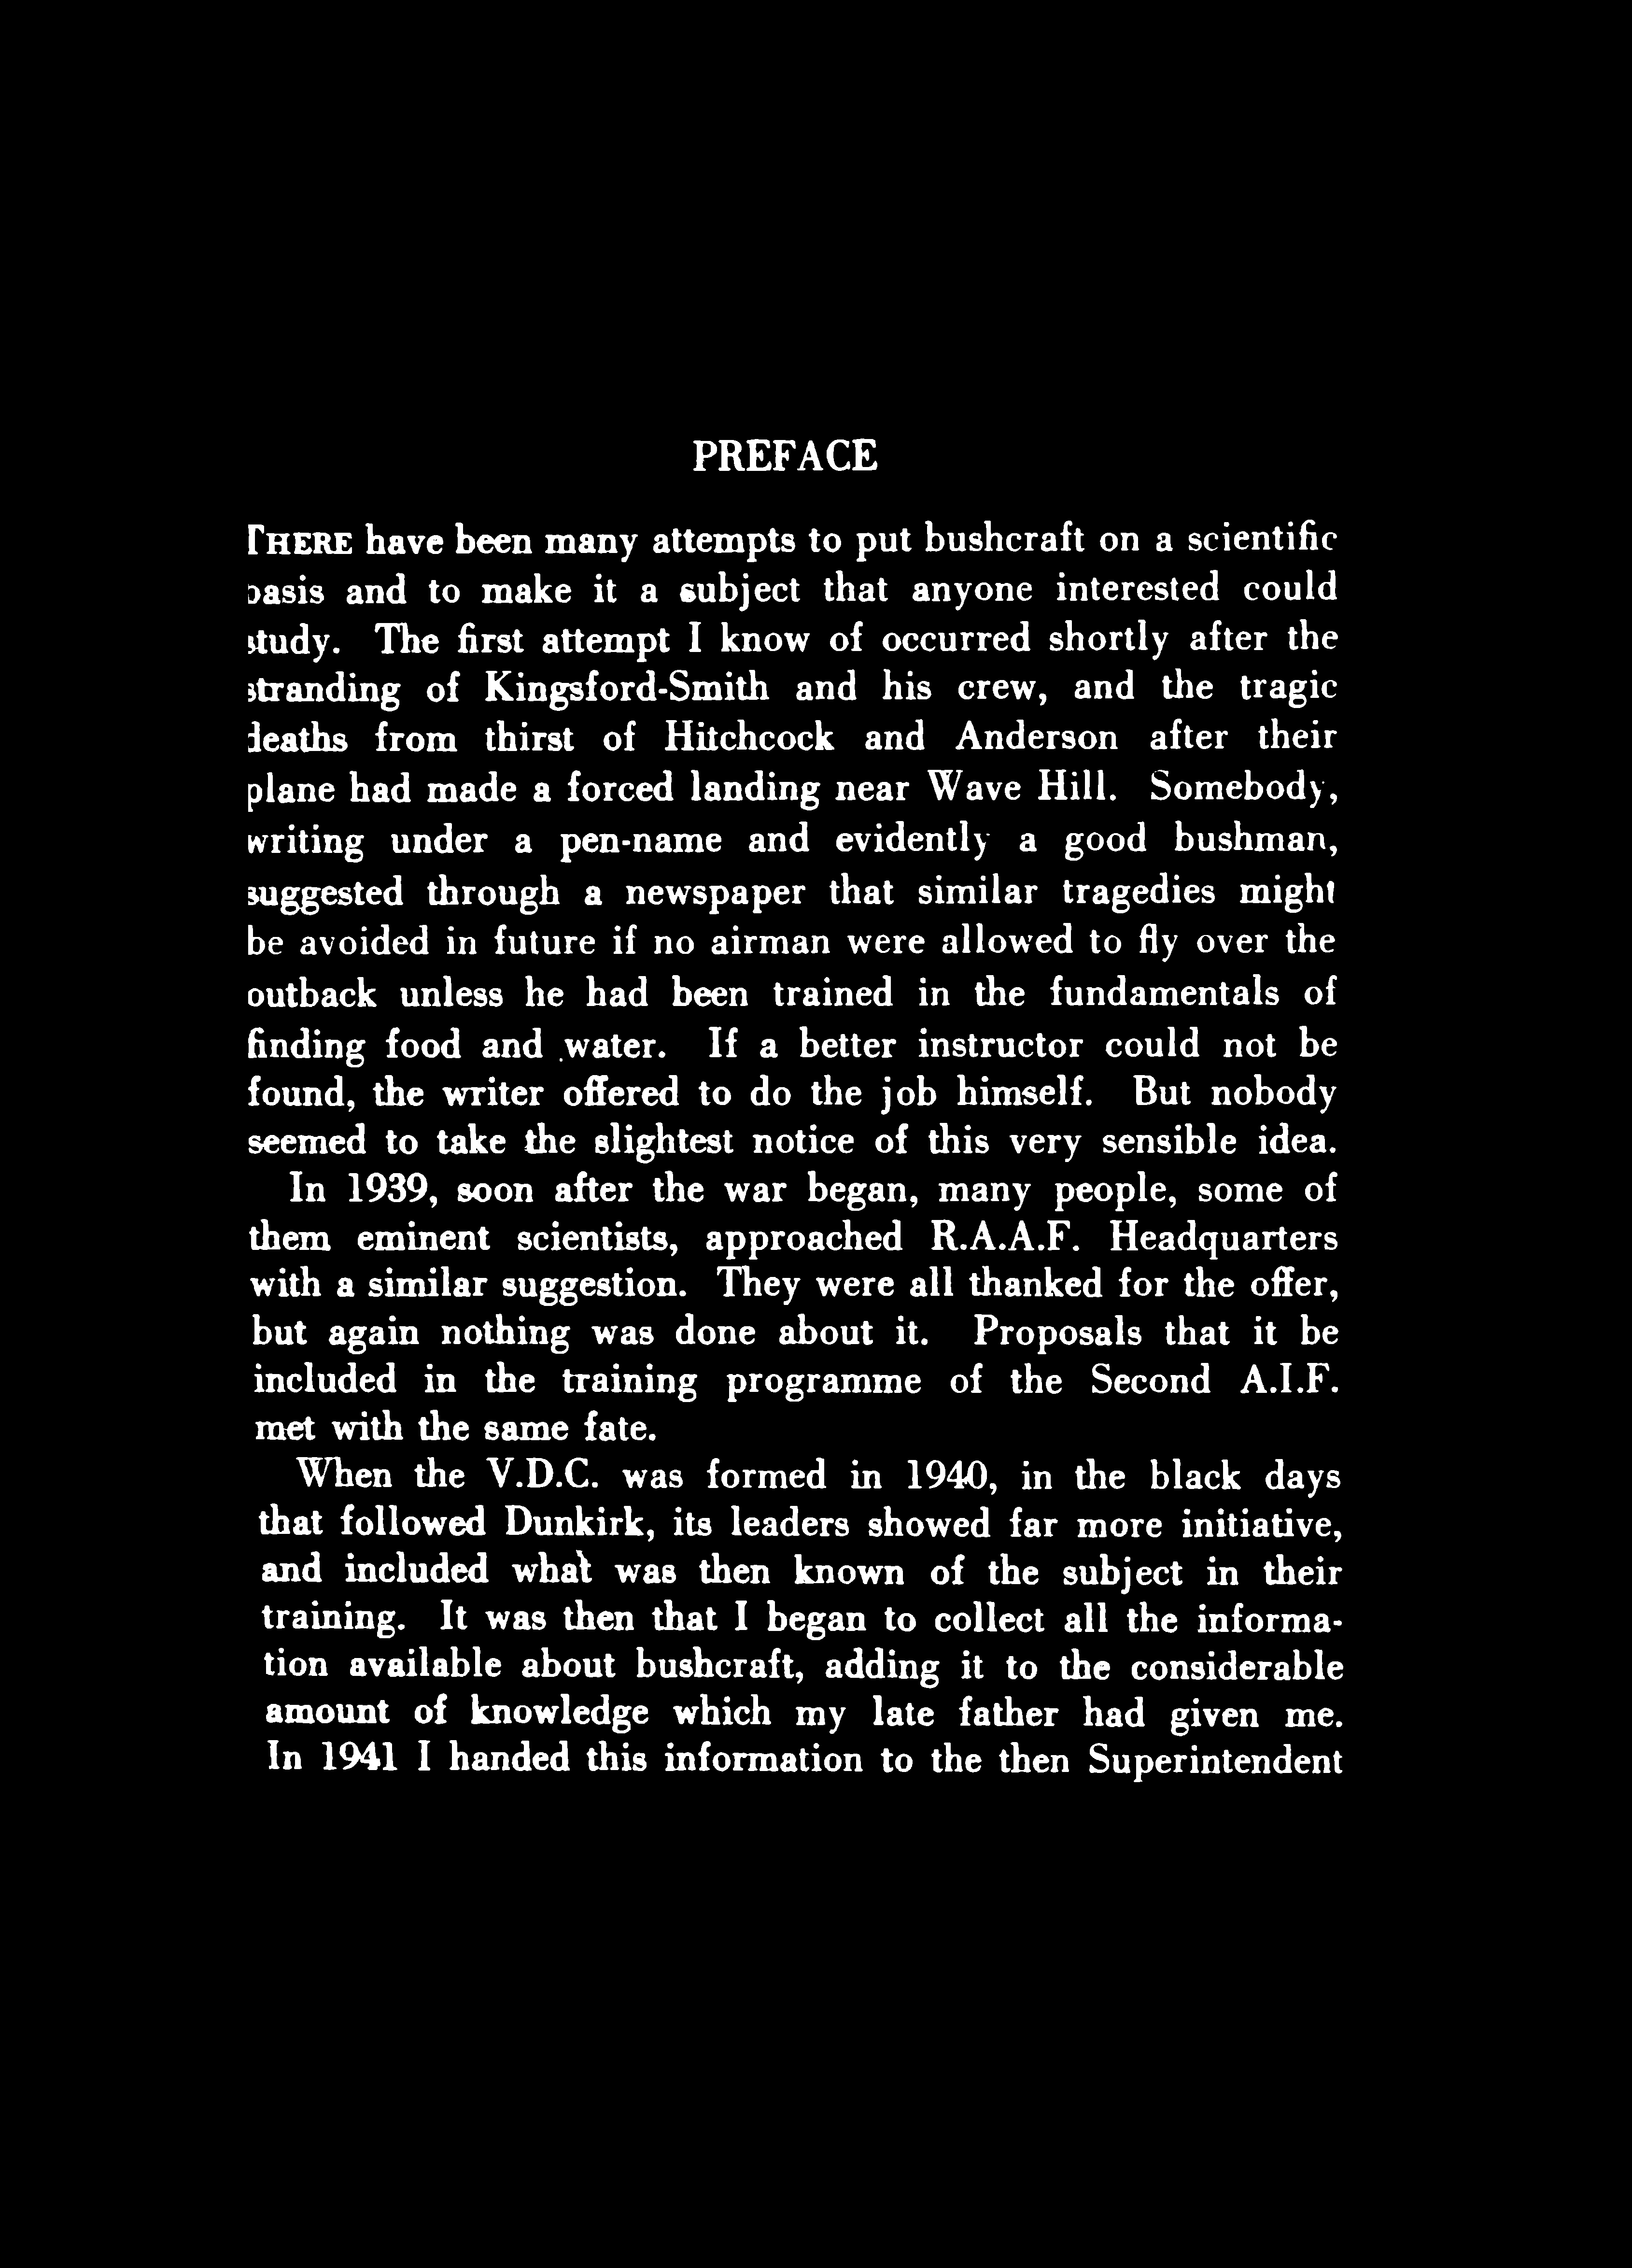 PREFACE
THERE have been many attempts to put bushcraft on a scientific
basis and to make it a subject that anyone interested could
study. The first attempt I know of occurred shortly after the
stranding of Kingsford-Smith and his crew, and the tragic
deaths from thirst of Hitchcock and Anderson after their
plane had made a forced landing near Wave Hill. Somebody,
writing under a pen-name and evidently a good bushman,
suggested through a newspaper that similar tragedies might
be avoided in future if no airman were allowed to fly over the
outback unless he had been trained in the fundamentals of
finding food and water. If a better instructor could not be
found, the writer offered to do the job himself. But nobody
seemed to take the slightest notice of this very sensible idea.
In 1939, soon after the war began, many people, some of
them eminent scientists, approached R.A.A.F. Headquarters
with a similar suggestion. They were all thanked for the offer,
but again nothing was done about it. Proposals that it be
included in the training programme of the Second A.I.F.
met with the same fate.
When the V.D.C. was formed in 1940, in the black days
that followed Dunkirk, its leaders showed far more initiative,
and included what was then known of the subject in their
training. It was then that I began to collect all the informa-
tion available about bushcraft, adding it to the considerable
amount of knowledge which my late father had given me.
In 1941 I handed this information to the then Superintendent